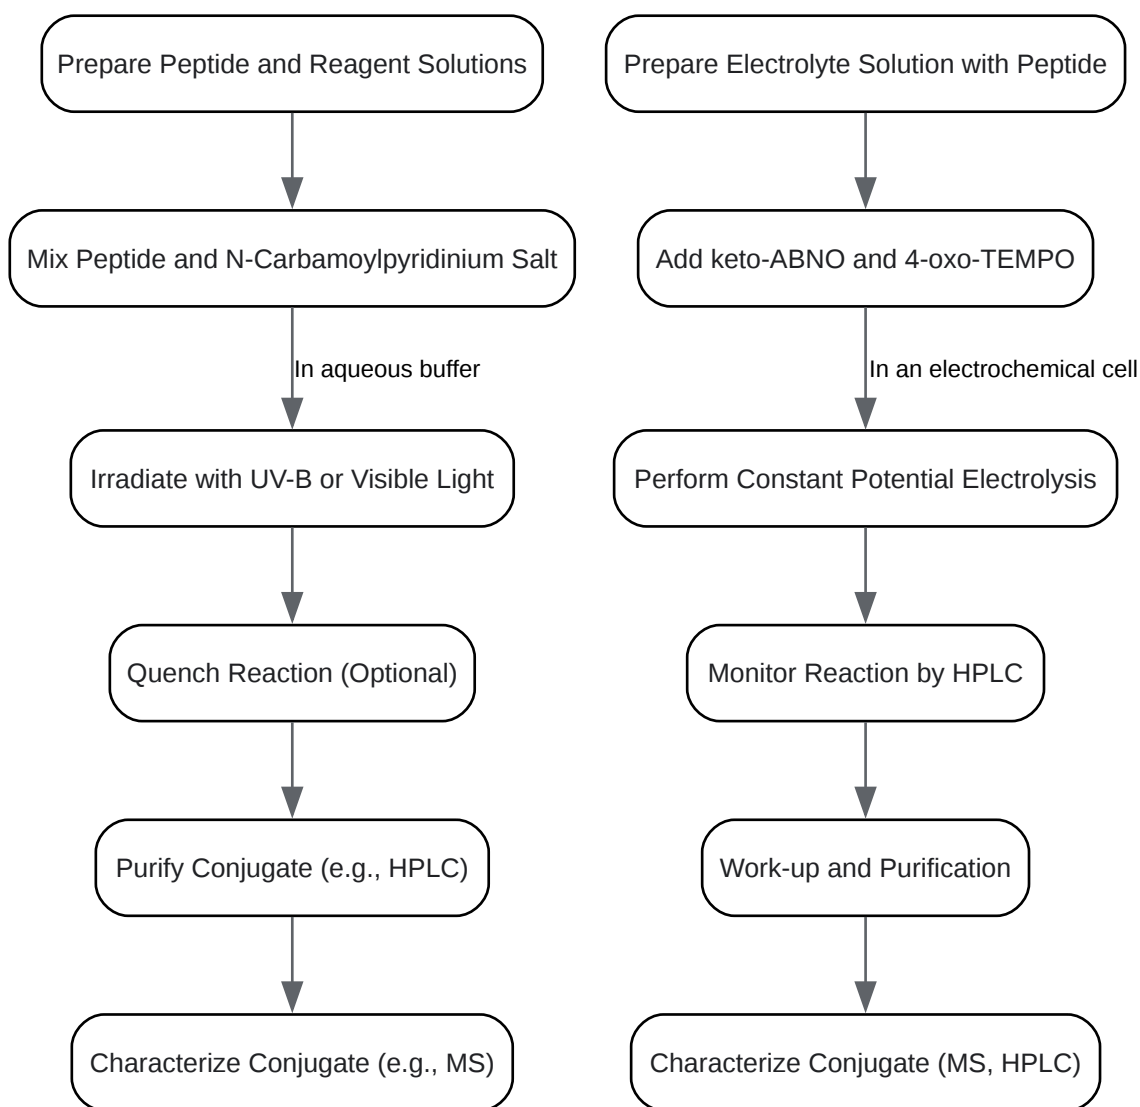 Prepare Peptide and Reagent Solutions
Mix Peptide and N-Carbamoylpyridinium Salt
In aqueous buffer
Irradiate with UV-B or Visible Light
Quench Reaction (Optional)
Purify Conjugate (e.g., HPLC)
Characterize Conjugate (e.g., MS)
Prepare Electrolyte Solution with Peptide
Add keto-ABNO and 4-oxo-TEMPO
In an electrochemical cell
Perform Constant Potential Electrolysis
Monitor Reaction by HPLC
Work-up and Purification
Characterize Conjugate (MS, HPLC)